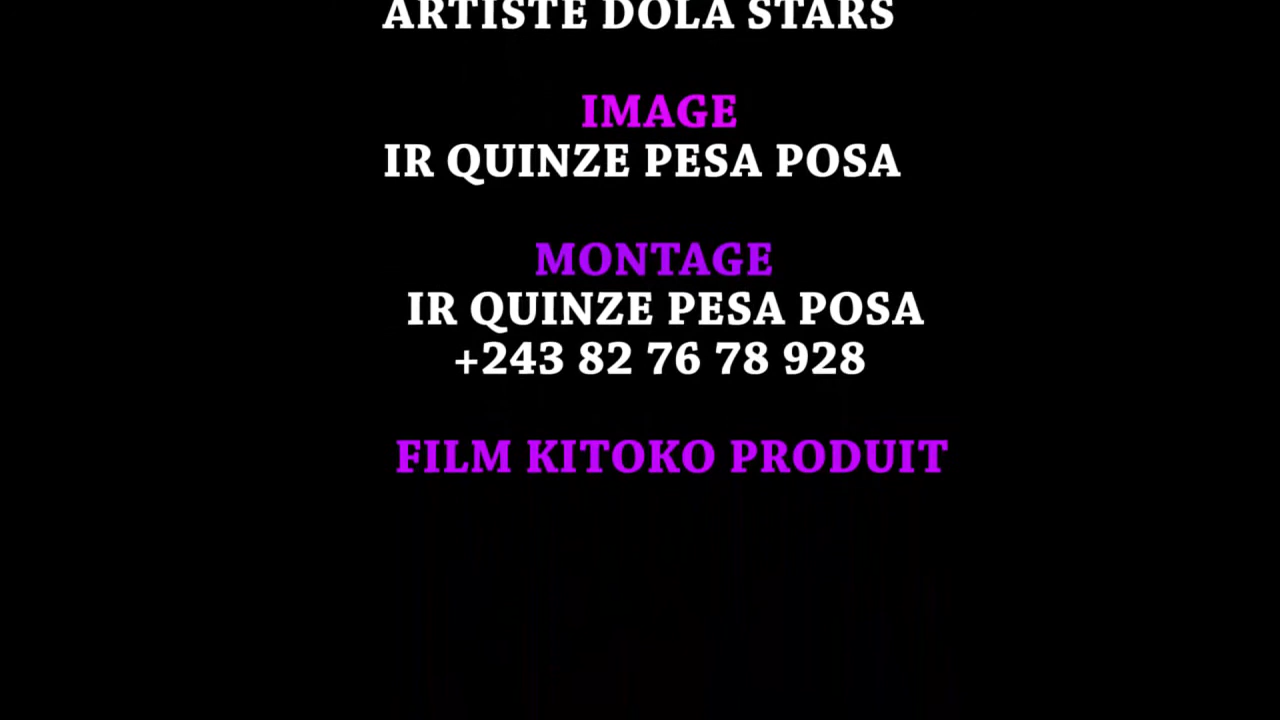 ARTISTE DOLA STARS
IMAGE
IR QUINZE PESA POSA
MONTAGE
IR QUINZE PESA POSA
+243 82 76 78 928
FILM KITOKO PRODUIT